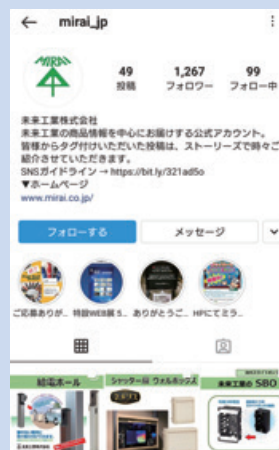 mirai_jp
MIRAI
49 1,267 99
投稿 フォロワー フォロー中
未来工業株式会社
未来工業の商品情報を中心にお届けする公式アカウント。
皆様からタグ付けいただいた投稿は、ストーリーズで時々ご
紹介させていただきます。
SNSガイドライン → https://bit.ly/321ad5o
▼ホームページ
www.mirai.co.jp/
フォローする メッセージ
ご応募ありが… 特設WEB展 5… ありがとうご… HPにてミラ…
給電ホール シャッター扉 ウォルボックス 未来工業の SBO